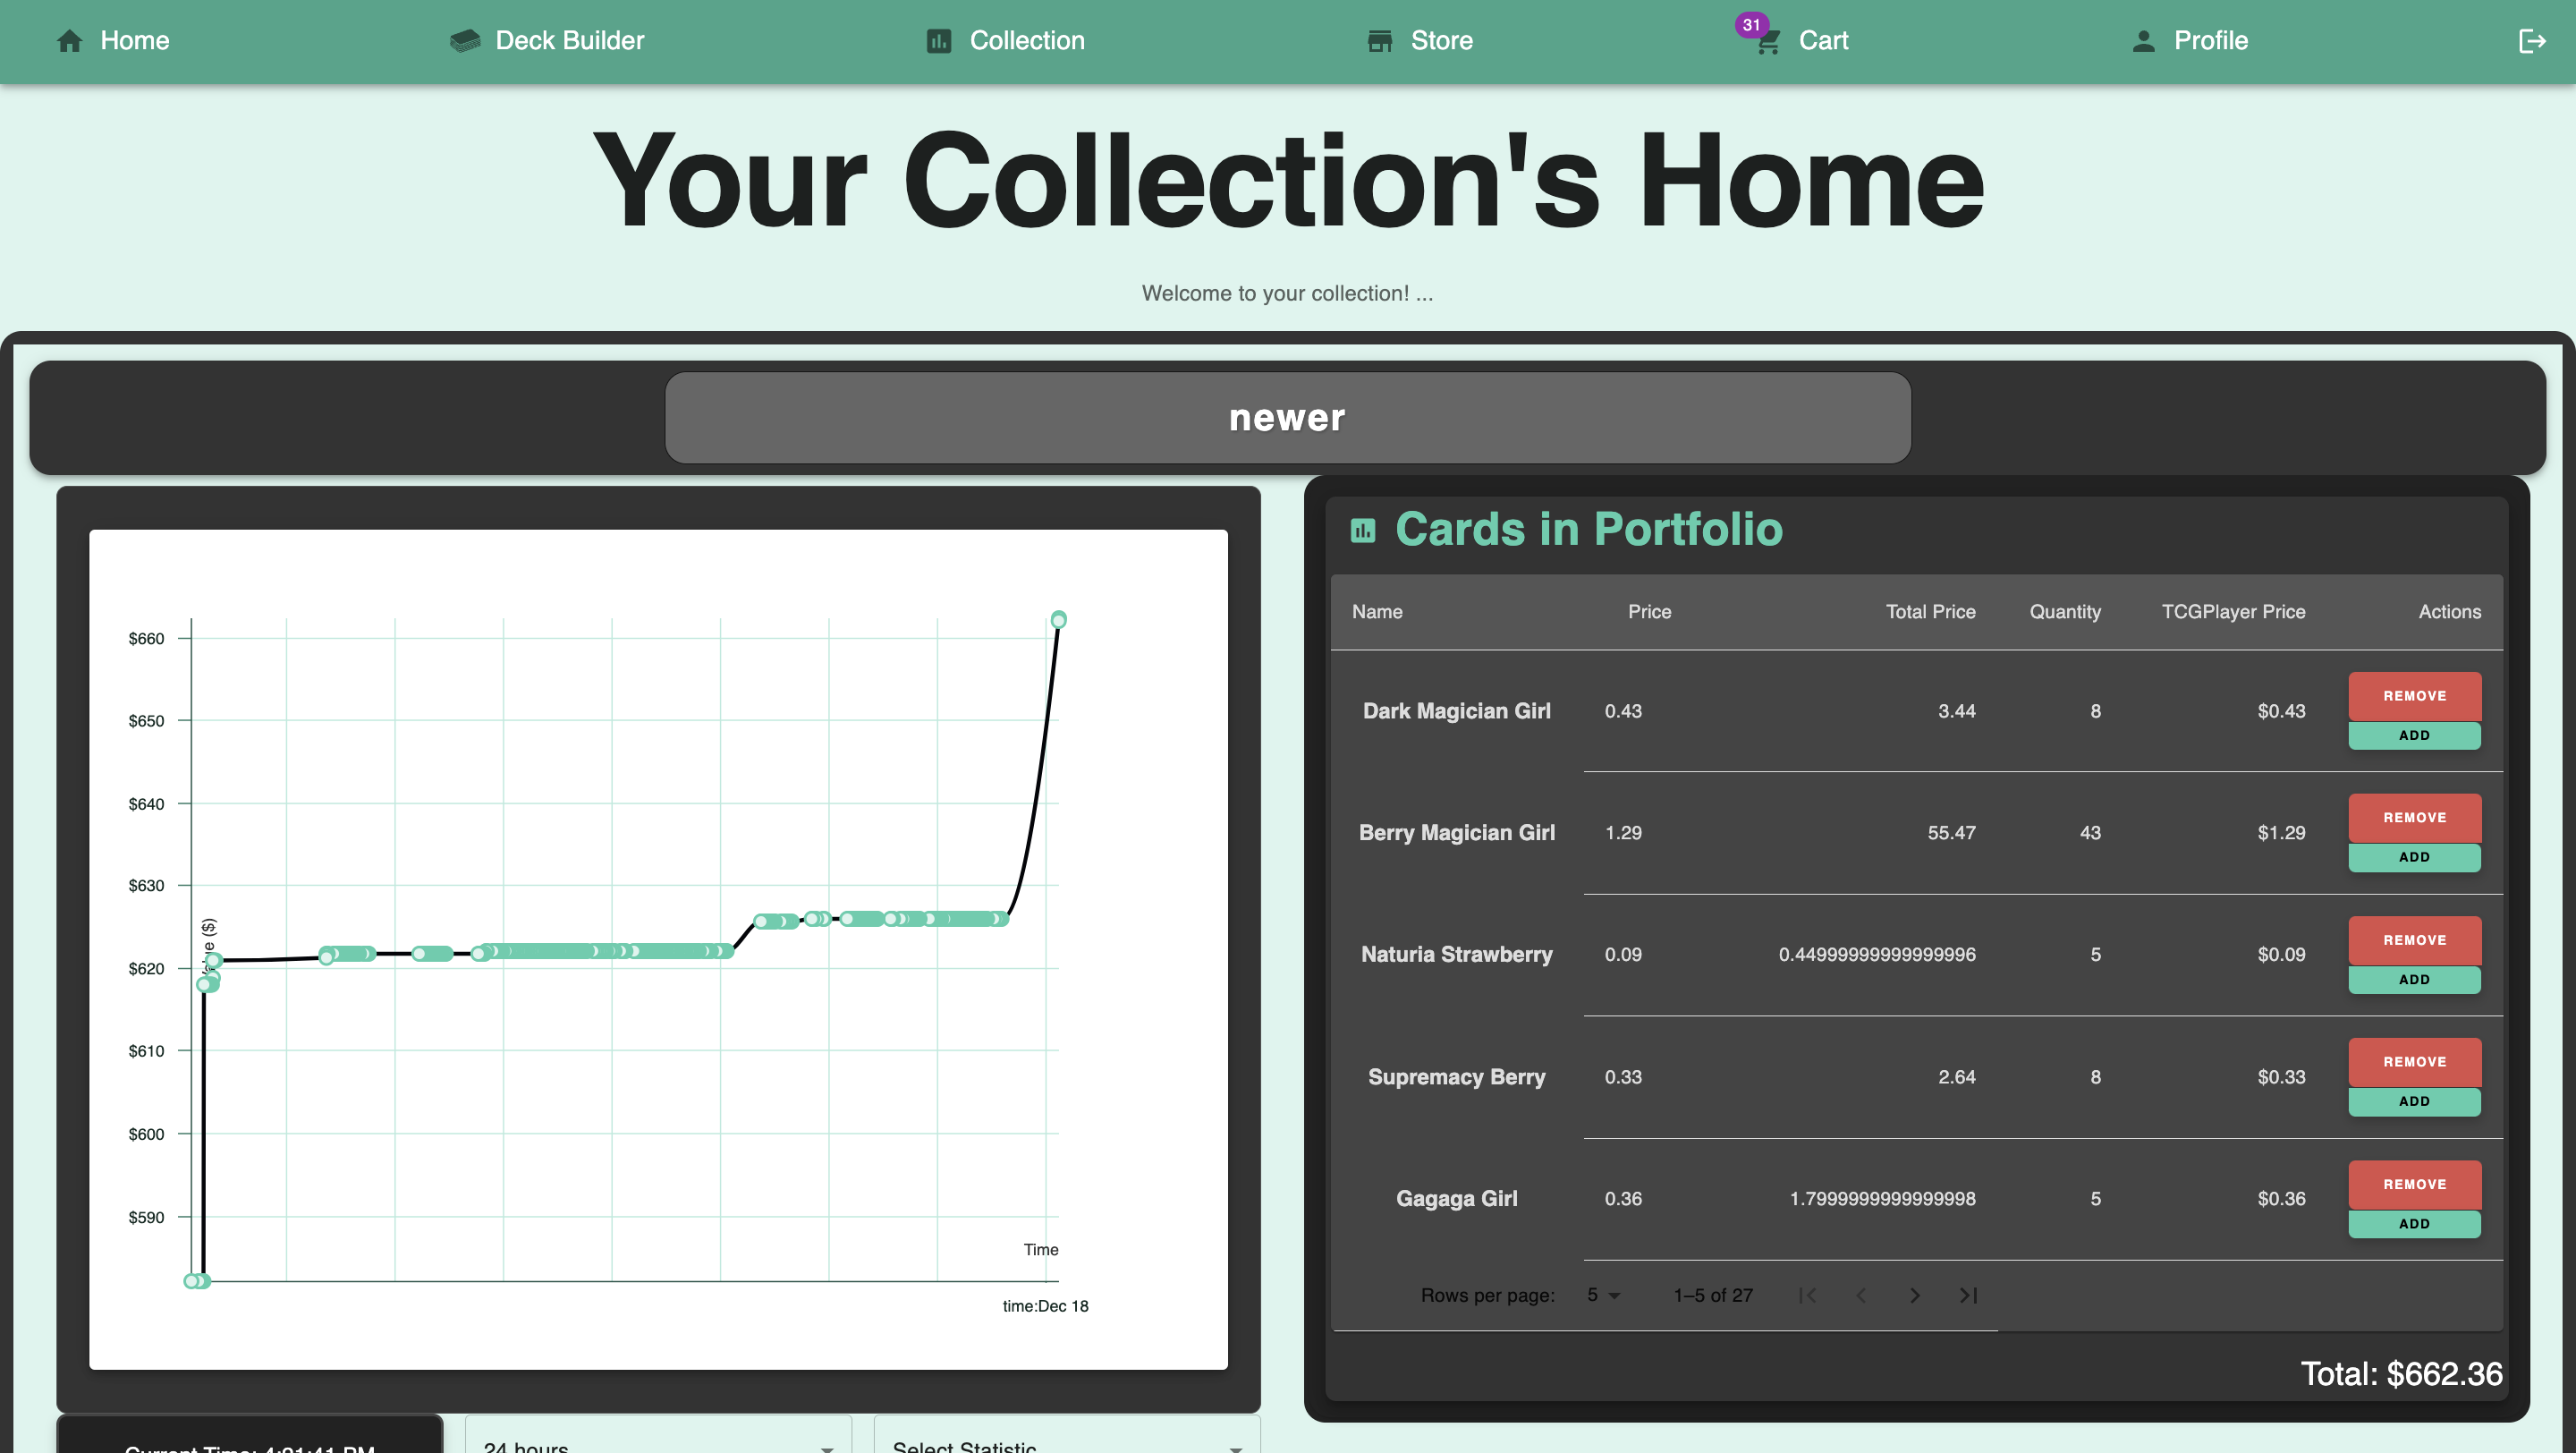 Home
Deck Builder
Collection
Store
31
Cart
Profile
Your Collection's Home
Welcome to your collection! ...
newer
$660
$650
$640
$630
$620
$610
$600
$590
($)
Time
time:Dec 18
Cards in Portfolio
Name Price Total Price Quantity TCGPlayer Price Actions
Dark Magician Girl 0.43 3.44 8 $0.43 REMOVE
ADD
Berry Magician Girl 1.29 55.47 43 $1.29 REMOVE
ADD
Naturia Strawberry 0.09 0.44999999999999996 5 $0.09 REMOVE
ADD
Supremacy Berry 0.33 2.64 8 $0.33 REMOVE
ADD
Gagaga Girl 0.36 1.7999999999999998 5 $0.36 REMOVE
ADD
Rows per page: 5 1–5 of 27
Total: $662.36
Current Time: 4:01:41 PM
24 hours
Select Statistic